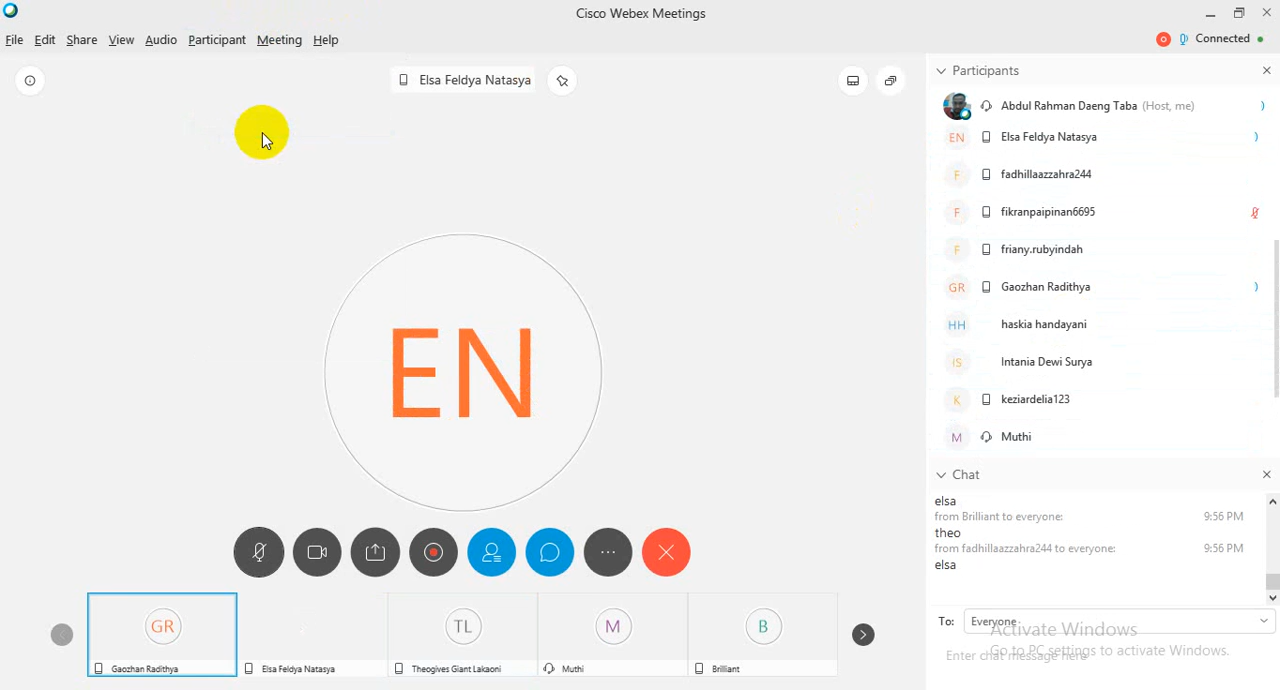 Cisco Webex Meetings
File Edit Share View Audio Participant Meeting Help
Connected
Elsa Feldya Natasya
EN
GR
Gaozhan Radithya
Elsa Feldya Natasya
TL
Theogives Giant Lakaoni
M
Muthi
B
Brilliant
Participants
Abdul Rahman Daeng Taba (Host, me)
EN Elsa Feldya Natasya
F fadhillaazzahra244
F fikranpaipinan6695
F friany.rubyindah
GR Gaozhan Radithya
HH haskia handayani
IS Intania Dewi Surya
K keziardelia123
M Muthi
Chat
elsa
from Brilliant to everyone: 9:56 PM
theo
from fadhillaazzahra244 to everyone: 9:56 PM
elsa
To: Everyone
Enter chat message here
Activate Windows
Go to PC settings to activate Windows.